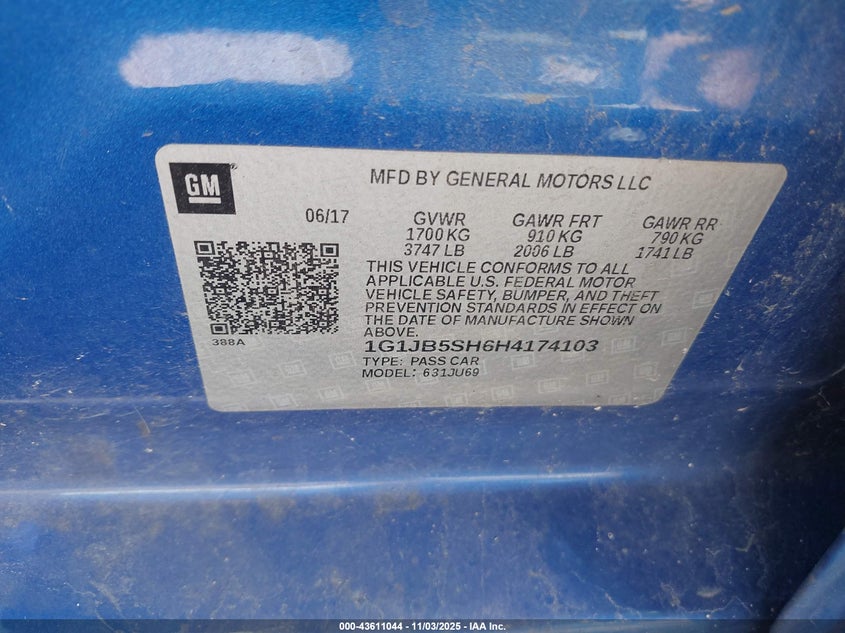 GM
MFD BY GENERAL MOTORS LLC
06/17 GVWR GAWR FRT GAWR RR
1700 KG 910 KG 790 KG
3747 LB 2006 LB 1741 LB
THIS VEHICLE CONFORMS TO ALL
APPLICABLE U.S. FEDERAL MOTOR
VEHICLE SAFETY, BUMPER, AND THEFT
PREVENTION STANDARDS IN EFFECT ON
THE DATE OF MANUFACTURE SHOWN
ABOVE.
388A
1G1JB5SH6H4174103
TYPE: PASS CAR
MODEL: 631JU69
000-43611044 - 11/03/2025 - IAA Inc.